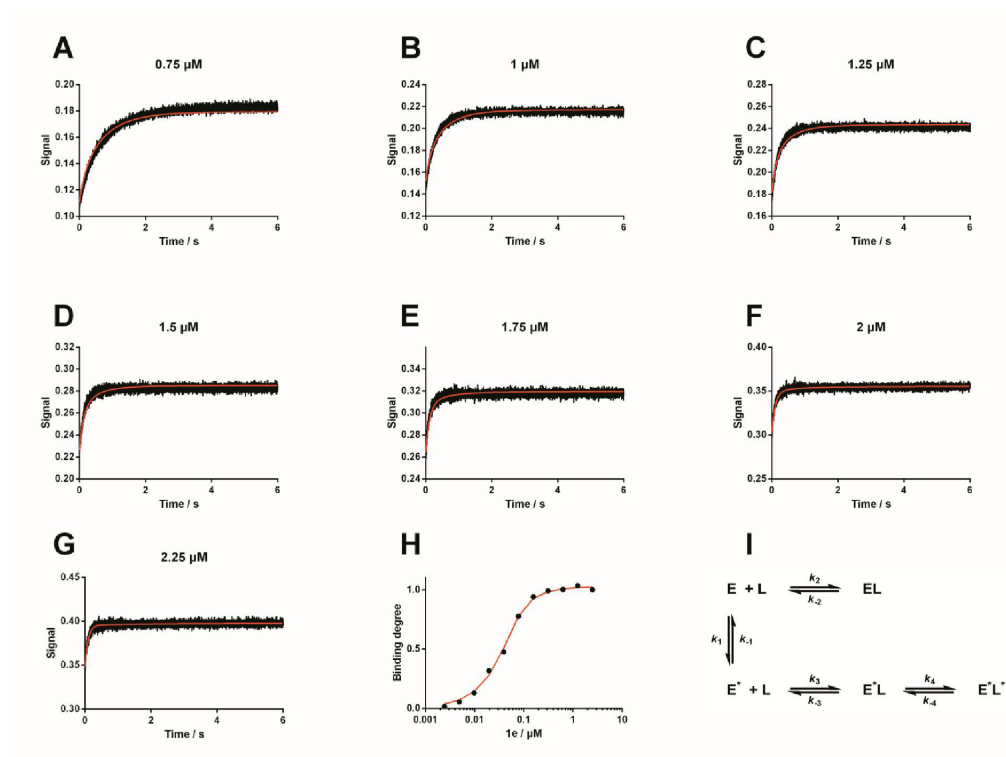 A
0.75 µM
0.20
0.18
0.16
0.14
0.12
0.10
Signal
0
2
4
6
Time / s
B
1 µM
0.22
0.20
0.18
0.16
0.14
0.12
Signal
0
2
4
6
Time / s
C
1.25 µM
0.28
0.26
0.24
0.22
0.20
0.18
0.16
Signal
0
2
4
6
Time / s
D
1.5 µM
0.32
0.30
0.28
0.26
0.24
0.22
0.20
Signal
0
2
4
6
Time / s
E
1.75 µM
0.34
0.32
0.30
0.28
0.26
0.24
Signal
0
2
4
6
Time / s
F
2 µM
0.40
0.35
0.30
0.25
Signal
0
2
4
6
Time / s
G
2.25 µM
0.45
0.40
0.35
0.30
Signal
0
2
4
6
Time / s
H
1.0
0.5
0.0
Binding degree
0.001
0.01
0.1
1
10
1e / µM
I
E + L
k2
k-2
EL
k1
k-1
E* + L
k3
k-3
E*L
k4
k-4
E*L*